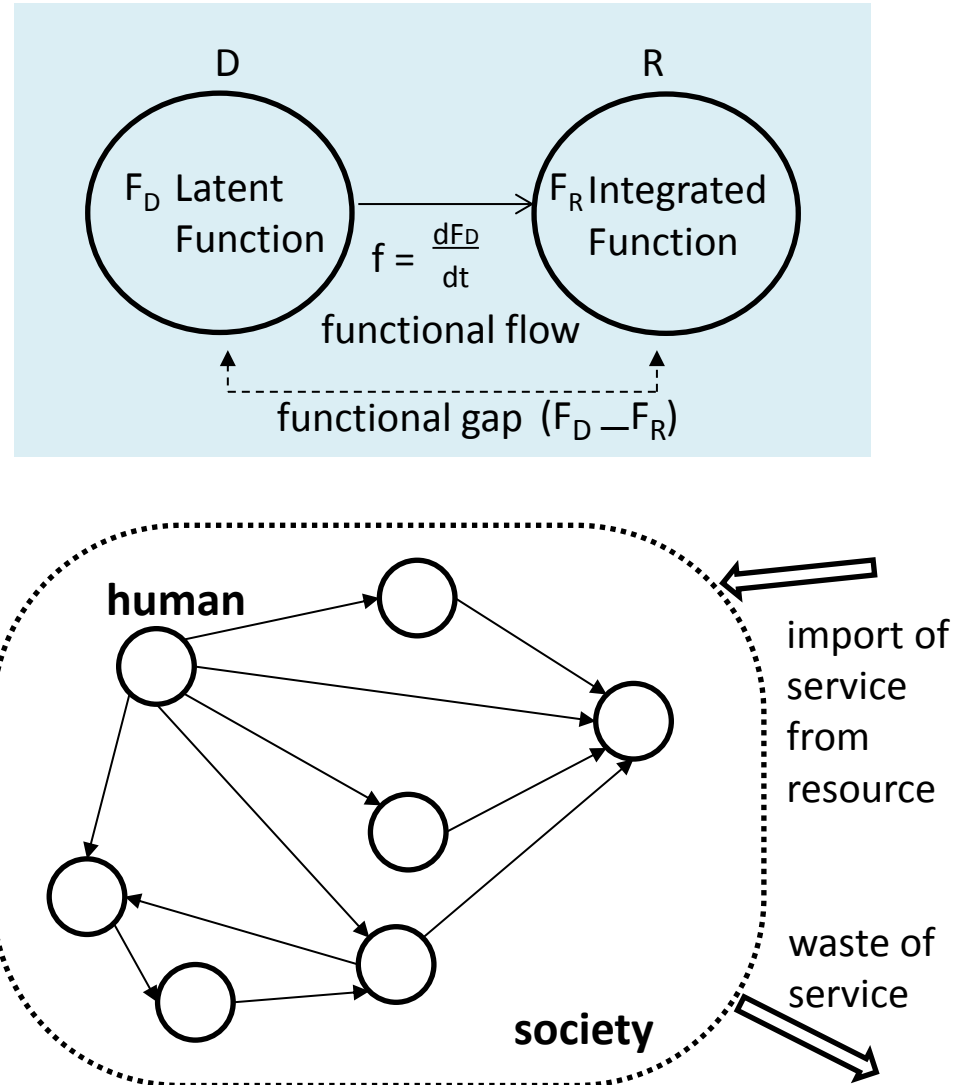 D R
F_D Latent F_R Integrated
Function Function
f = dF_D/dt
functional flow
functional gap (F_D — F_R)
human
import of
service
from
resource
waste of
service
society